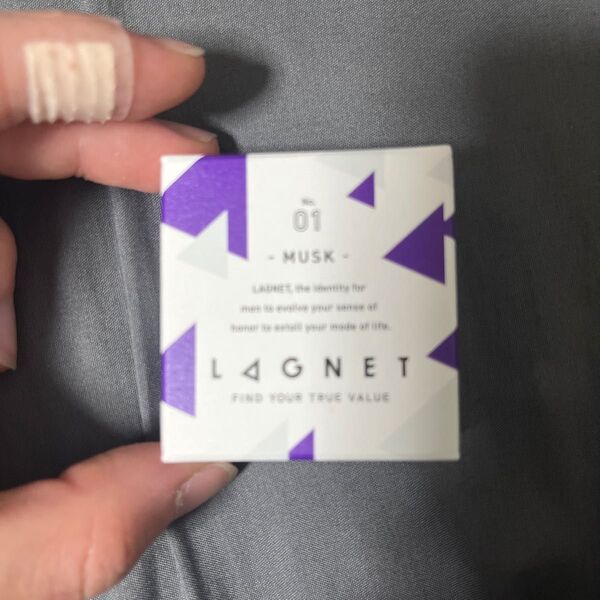 No.
01
- MUSK -
LAGNET, the identity for
men to evolve your sense of
honor to extoll your mode of life.
LAGNET
FIND YOUR TRUE VALUE